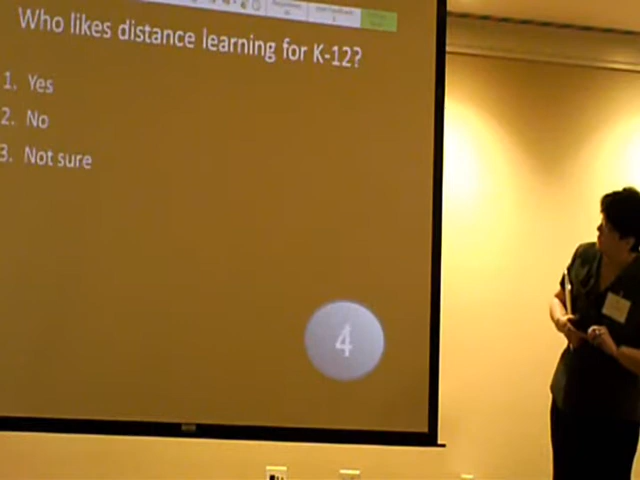 Who likes distance learning for K-12?
1. Yes
2. No
3. Not sure
4